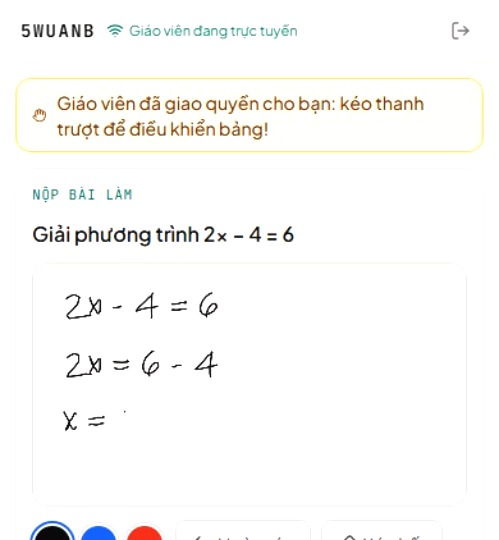 5WUANB Giáo viên đang trực tuyến
Giáo viên đã giao quyền cho bạn: kéo thanh
trượt để điều khiển bảng!
NỘP BÀI LÀM
Giải phương trình 2x - 4 = 6
2x - 4 = 6
2x = 6 - 4
x =